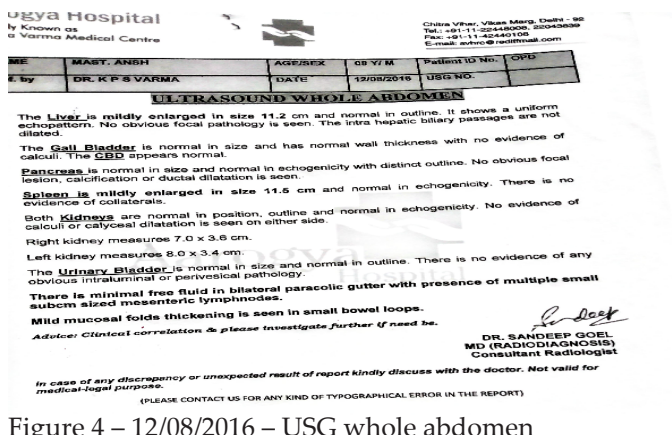 ogya Hospital
ly Known as
a Varma Medical Centre
Chitra Vihar, Vikas Marg, Delhi - 92
Tel.: +91-11-22448008, 22043839
Fax: +91-11-42440108
E-mail: avhrc@rediffmail.com
ME MAST. ANSH AGE/SEX 08 Y/ M Patient ID No. OPD
. by DR. K P S VARMA DATE 12/08/2016 USG NO.
ULTRASOUND WHOLE ABDOMEN
The Liver is mildly enlarged in size 11.2 cm and normal in outline. It shows a uniform
echopattern. No obvious focal pathology is seen. The intra hepatic biliary passages are not
dilated.
The Gall Bladder is normal in size and has normal wall thickness with no evidence of
calculi. The CBD appears normal.
Pancreas is normal in size and normal in echogenicity with distinct outline. No obvious focal
lesion, calcification or ductal dilatation is seen.
Spleen is mildly enlarged in size 11.5 cm and normal in echogenicity. There is no
evidence of collaterals.
Both Kidneys are normal in position, outline and normal in echogenicity. No evidence of
calculi or calyceal dilatation is seen on either side.
Right kidney measures 7.0 x 3.6 cm.
Left kidney measures 8.0 x 3.4 cm.
The Urinary Bladder is normal in size and normal in outline. There is no evidence of any
obvious intraluminal or perivesical pathology.
Hospital
There is minimal free fluid in bilateral paracolic gutter with presence of multiple small
subcm sized mesenteric lymphnodes.
Mild mucosal folds thickening is seen in small bowel loops.
Advice: Clinical correlation & please investigate further if need be.
Sandeep
DR. SANDEEP GOEL
MD (RADIODIAGNOSIS)
Consultant Radiologist
In case of any discrepancy or unexpected result of report kindly discuss with the doctor. Not valid for
medical-legal purpose.
(PLEASE CONTACT US FOR ANY KIND OF TYPOGRAPHICAL ERROR IN THE REPORT)
Figure 4 – 12/08/2016 – USG whole abdomen